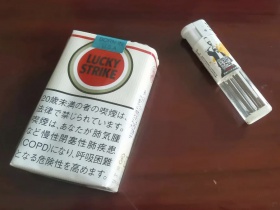 LUCKY
STRIKE
20歳未満の者の喫煙は、
法律で禁じられています。
喫煙は、あなたが肺気腫
など慢性閉塞性肺疾患
(COPD)になり、呼吸困難
となる危険性を高めます。